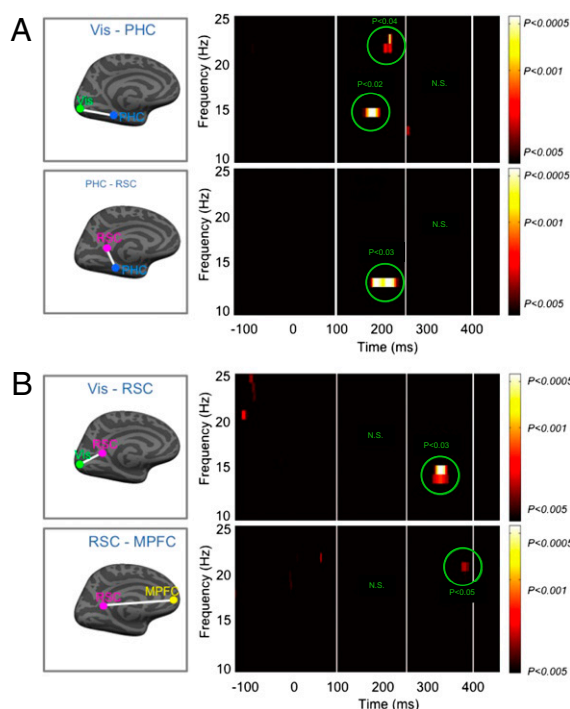 A
Vis - PHC
Vis
PHC
Frequency (Hz)
25
20
15
10
P<0.04
P<0.02
N.S.
P<0.0005
P<0.001
P<0.005
PHC - RSC
RSC
PHC
Frequency (Hz)
25
20
15
10
P<0.03
N.S.
P<0.0005
P<0.001
P<0.005
-100 0 100 200 300 400
Time (ms)
B
Vis - RSC
RSC
Vis
Frequency (Hz)
25
20
15
10
N.S.
P<0.03
P<0.0005
P<0.001
P<0.005
RSC - MPFC
MPFC
RSC
Frequency (Hz)
25
20
15
10
N.S.
P<0.05
P<0.0005
P<0.001
P<0.005
-100 0 100 200 300 400
Time (ms)